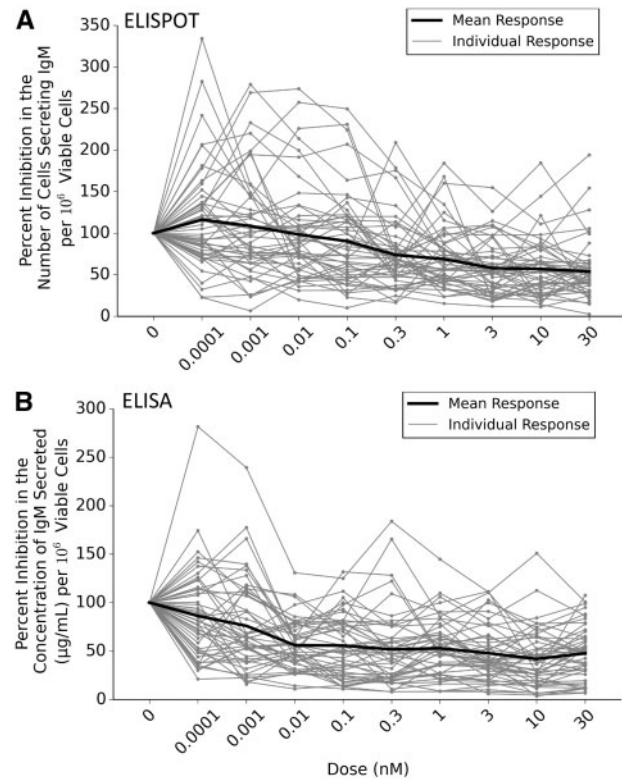 A
ELISPOT
Mean Response
Individual Response
Percent Inhibition in the
Number of Cells Secreting IgM
per 10⁶ Viable Cells
350
300
250
200
150
100
50
0
0 0.0001 0.001 0.01 0.1 0.3 1 3 10 30
B
ELISA
Mean Response
Individual Response
Percent Inhibition in the
Concentration of IgM Secreted
(µg/mL) per 10⁶ Viable Cells
300
250
200
150
100
50
0
0 0.0001 0.001 0.01 0.1 0.3 1 3 10 30
Dose (nM)